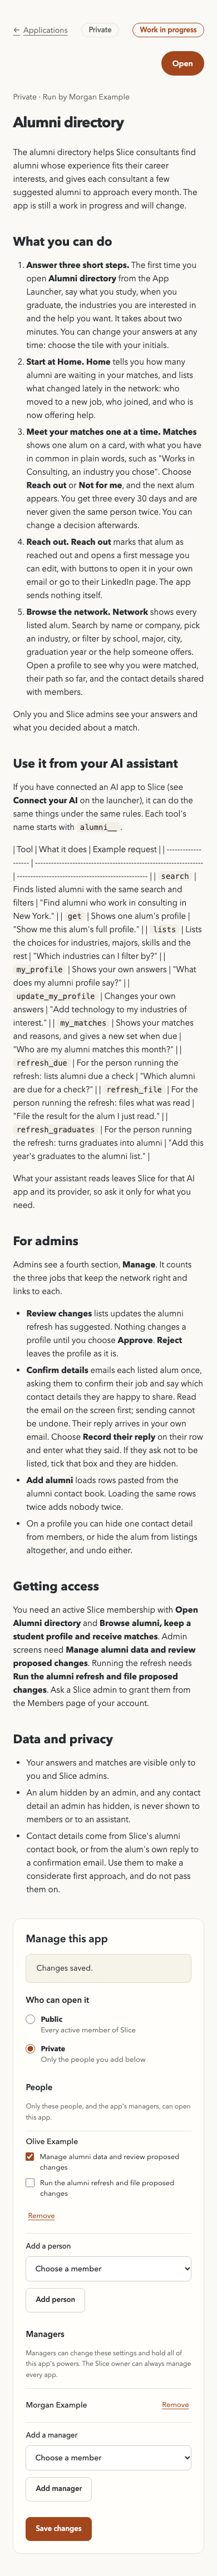 ← Applications
Private
Work in progress
Open
Private · Run by Morgan Example
Alumni directory
The alumni directory helps Slice consultants find
alumni whose experience fits their career
interests, and gives each consultant a few
suggested alumni to approach every month. The
app is still a work in progress and will change.
What you can do
1. Answer three short steps. The first time you
open Alumni directory from the App
Launcher, say what you study, when you
graduate, the industries you are interested in
and the help you want. It takes about two
minutes. You can change your answers at any
time: choose the tile with your initials.
2. Start at Home. Home tells you how many
alumni are waiting in your matches, and lists
what changed lately in the network: who
moved to a new job, who joined, and who is
now offering help.
3. Meet your matches one at a time. Matches
shows one alum on a card, with what you have
in common in plain words, such as "Works in
Consulting, an industry you chose". Choose
Reach out or Not for me, and the next alum
appears. You get three every 30 days and are
never given the same person twice. You can
change a decision afterwards.
4. Reach out. Reach out marks that alum as
reached out and opens a first message you
can edit, with buttons to open it in your own
email or go to their LinkedIn page. The app
sends nothing itself.
5. Browse the network. Network shows every
listed alum. Search by name or company, pick
an industry, or filter by school, major, city,
graduation year or the help someone offers.
Open a profile to see why you were matched,
their path so far, and the contact details shared
with members.
Only you and Slice admins see your answers and
what you decided about a match.
Use it from your AI assistant
If you have connected an AI app to Slice (see
Connect your AI on the launcher), it can do the
same things under the same rules. Each tool's
name starts with alumni__.
| Tool | What it does | Example request | | --------------
------ | --------------------------------------------------------------------
| ----------------------------------------------------- | | search |
Finds listed alumni with the same search and
filters | "Find alumni who work in consulting in
New York." | | get | Shows one alum's profile |
"Show me this alum's full profile." | | lists | Lists
the choices for industries, majors, skills and the
rest | "Which industries can I filter by?" | |
my_profile | Shows your own answers | "What
does my alumni profile say?" | |
update_my_profile | Changes your own
answers | "Add technology to my industries of
interest." | | my_matches | Shows your matches
and reasons, and gives a new set when due |
"Who are my alumni matches this month?" | |
refresh_due | For the person running the
refresh: lists alumni due a check | "Which alumni
are due for a check?" | | refresh_file | For the
person running the refresh: files what was read |
"File the result for the alum I just read." | |
refresh_graduates | For the person running
the refresh: turns graduates into alumni | "Add this
year's graduates to the alumni list." |
What your assistant reads leaves Slice for that AI
app and its provider, so ask it only for what you
need.
For admins
Admins see a fourth section, Manage. It counts
the three jobs that keep the network right and
links to each.
• Review changes lists updates the alumni
refresh has suggested. Nothing changes a
profile until you choose Approve. Reject
leaves the profile as it is.
• Confirm details emails each listed alum once,
asking them to confirm their job and say which
contact details they are happy to share. Read
the email on the screen first; sending cannot
be undone. Their reply arrives in your own
email. Choose Record their reply on their row
and enter what they said. If they ask not to be
listed, tick that box and they are hidden.
• Add alumni loads rows pasted from the
alumni contact book. Loading the same rows
twice adds nobody twice.
• On a profile you can hide one contact detail
from members, or hide the alum from listings
altogether, and undo either.
Getting access
You need an active Slice membership with Open
Alumni directory and Browse alumni, keep a
student profile and receive matches. Admin
screens need Manage alumni data and review
proposed changes. Running the refresh needs
Run the alumni refresh and file proposed
changes. Ask a Slice admin to grant them from
the Members page of your account.
Data and privacy
• Your answers and matches are visible only to
you and Slice admins.
• An alum hidden by an admin, and any contact
detail an admin has hidden, is never shown to
members or to an assistant.
• Contact details come from Slice's alumni
contact book, or from the alum's own reply to
a confirmation email. Use them to make a
considerate first approach, and do not pass
them on.
Manage this app
Changes saved.
Who can open it
Public
Every active member of Slice
Private
Only the people you add below
People
Only these people, and the app's managers, can open
this app.
Olive Example
Manage alumni data and review proposed
changes
Run the alumni refresh and file proposed
changes
Remove
Add a person
Choose a member
Add person
Managers
Managers can change these settings and hold all of
this app's powers. The Slice owner can always manage
every app.
Morgan Example
Remove
Add a manager
Choose a member
Add manager
Save changes